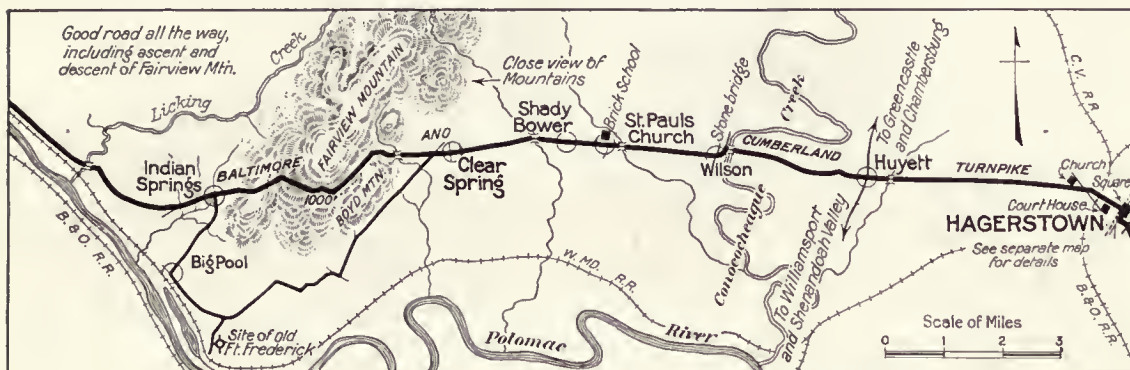 Good road all the way,
including ascent and
descent of Fairview Mtn.
Creek
Licking
FAIRVIEW MOUNTAIN
Close view of
Mountains
Shady
Bower
Brick School
St. Pauls
Church
Stone bridge
Creek
To Greencastle
and Chambersburg
C.V. R.R.
Indian
Springs
BALTIMORE
1000
BOYD MTN.
AND
Clear
Spring
Wilson
CUMBERLAND
Huyett
TURNPIKE
Church
Square
Court House
HAGERSTOWN
See separate map
for details
B. & O. R.R.
Big Pool
W. MD. R.R.
Conococheague
To Williamsport
and Shenandoah Valley
Site of old
Ft. Frederick
Potomac
River
Scale of Miles
0 1 2 3
B. & O. R.R.